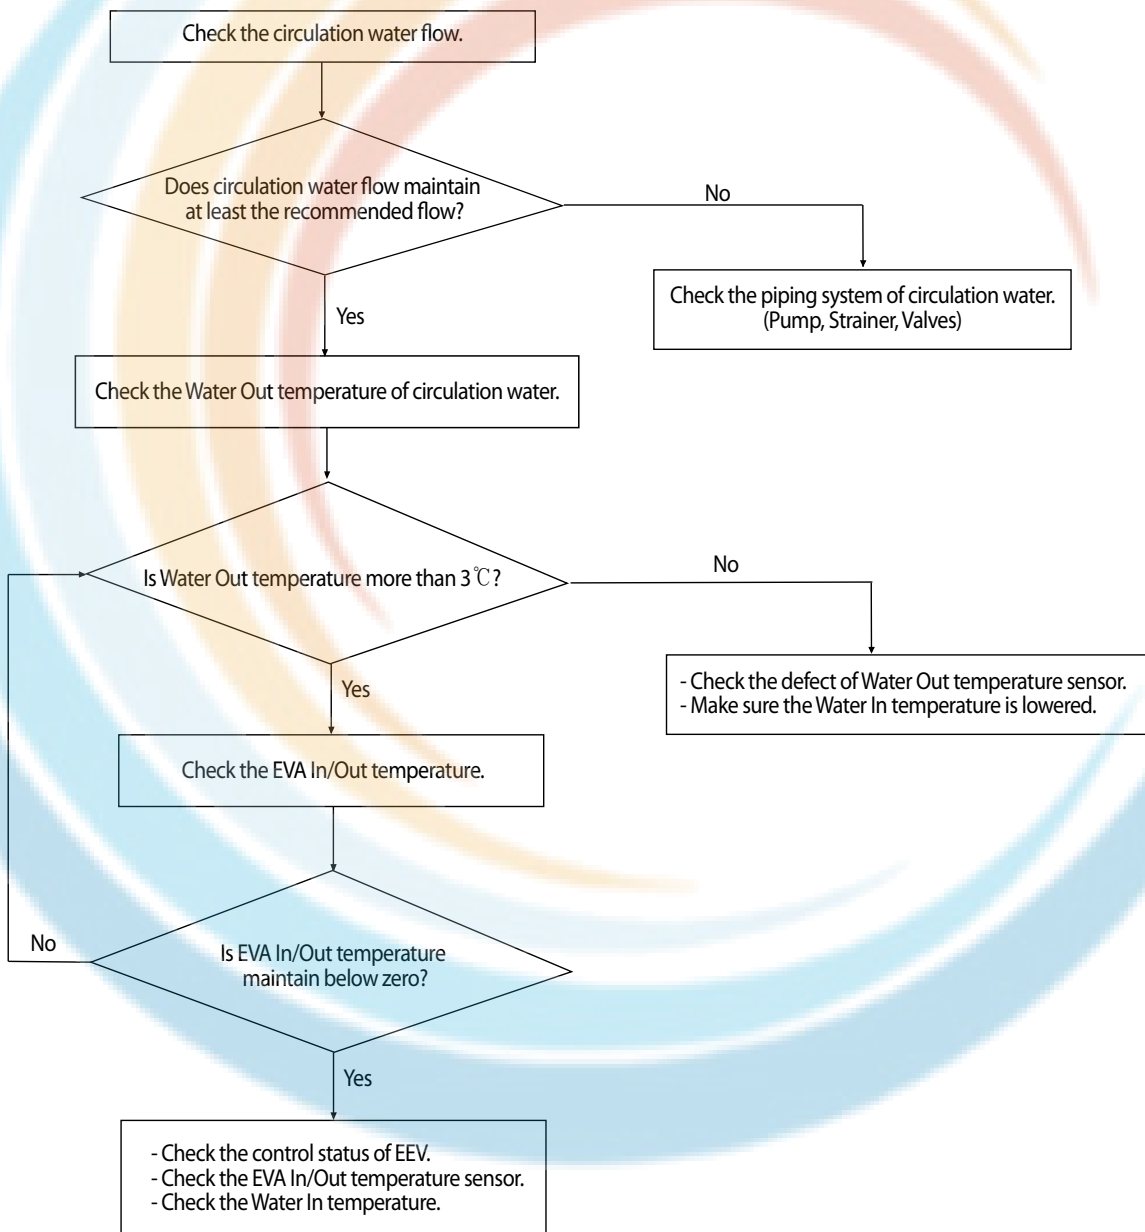 Check the circulation water flow.
Does circulation water flow maintain
at least the recommended flow?
No
Check the piping system of circulation water.
(Pump, Strainer, Valves)
Yes
Check the Water Out temperature of circulation water.
Is Water Out temperature more than 3℃?
No
- Check the defect of Water Out temperature sensor.
- Make sure the Water In temperature is lowered.
Yes
Check the EVA In/Out temperature.
Is EVA In/Out temperature
maintain below zero?
No
Yes
- Check the control status of EEV.
- Check the EVA In/Out temperature sensor.
- Check the Water In temperature.